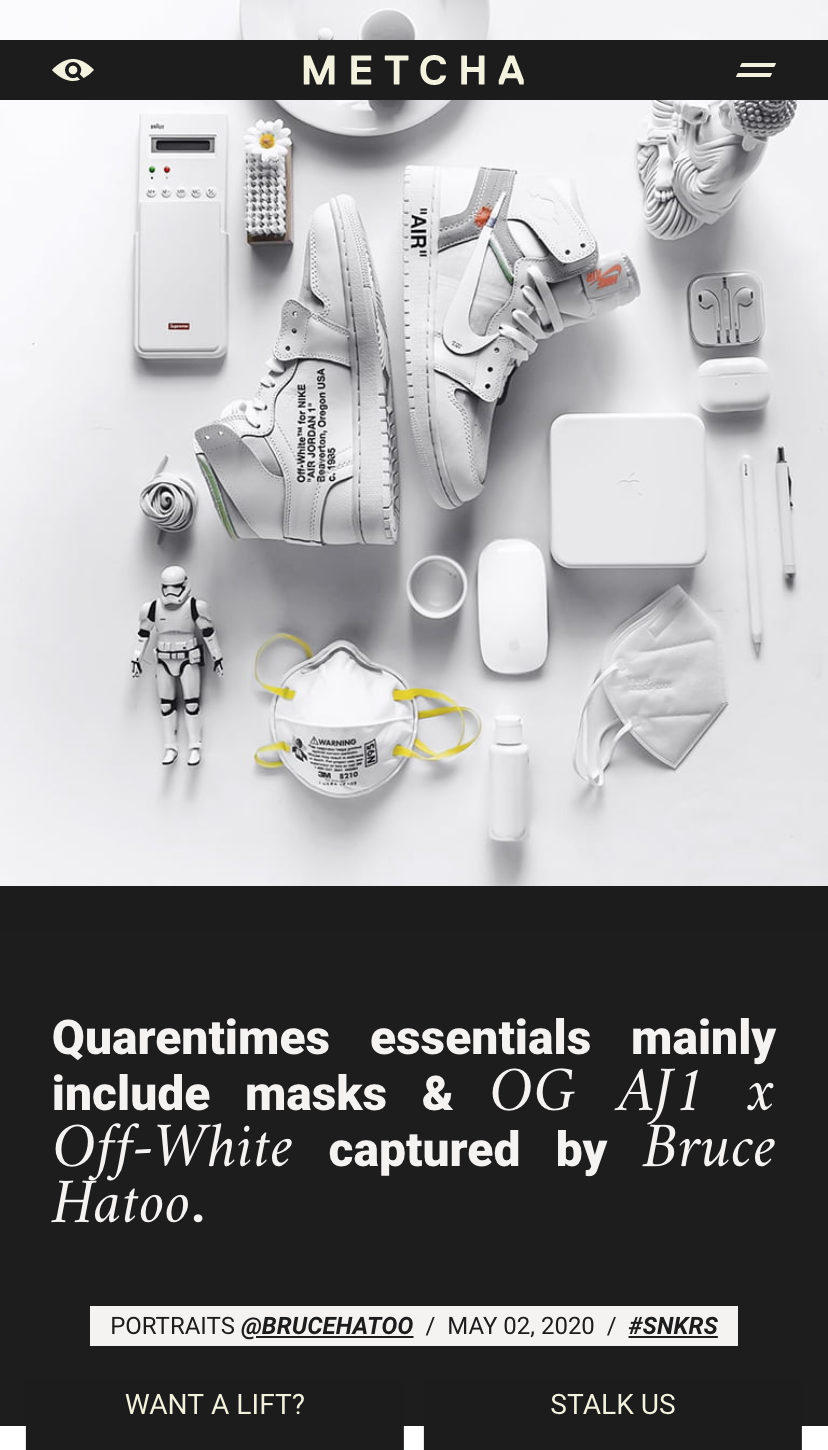 METCHA
BRAUN
Supreme
"AIR"
Off-White™ for NIKE
"AIR JORDAN 1"
Beaverton, Oregon USA
c. 1985
WARNING
N95
3M 8210
Quarentimes essentials mainly
include masks & OG AJ1 x
Off-White captured by Bruce
Hatoo.
PORTRAITS @BRUCEHATOO / MAY 02, 2020 / #SNKRS
WANT A LIFT?
STALK US